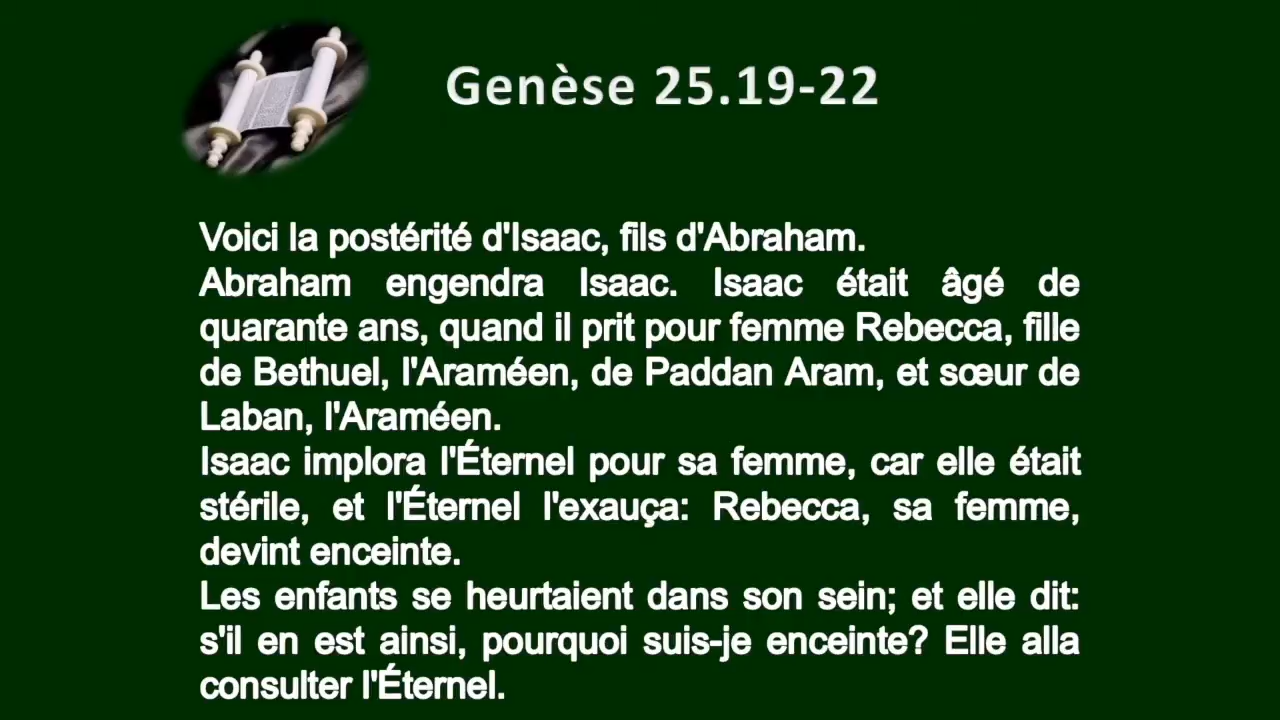 Genèse 25.19-22
Voici la postérité d'Isaac, fils d'Abraham.
Abraham engendra Isaac. Isaac était âgé de
quarante ans, quand il prit pour femme Rebecca, fille
de Bethuel, l'Araméen, de Paddan Aram, et sœur de
Laban, l'Araméen.
Isaac implora l'Éternel pour sa femme, car elle était
stérile, et l'Éternel l'exauça: Rebecca, sa femme,
devint enceinte.
Les enfants se heurtaient dans son sein; et elle dit:
s'il en est ainsi, pourquoi suis-je enceinte? Elle alla
consulter l'Éternel.